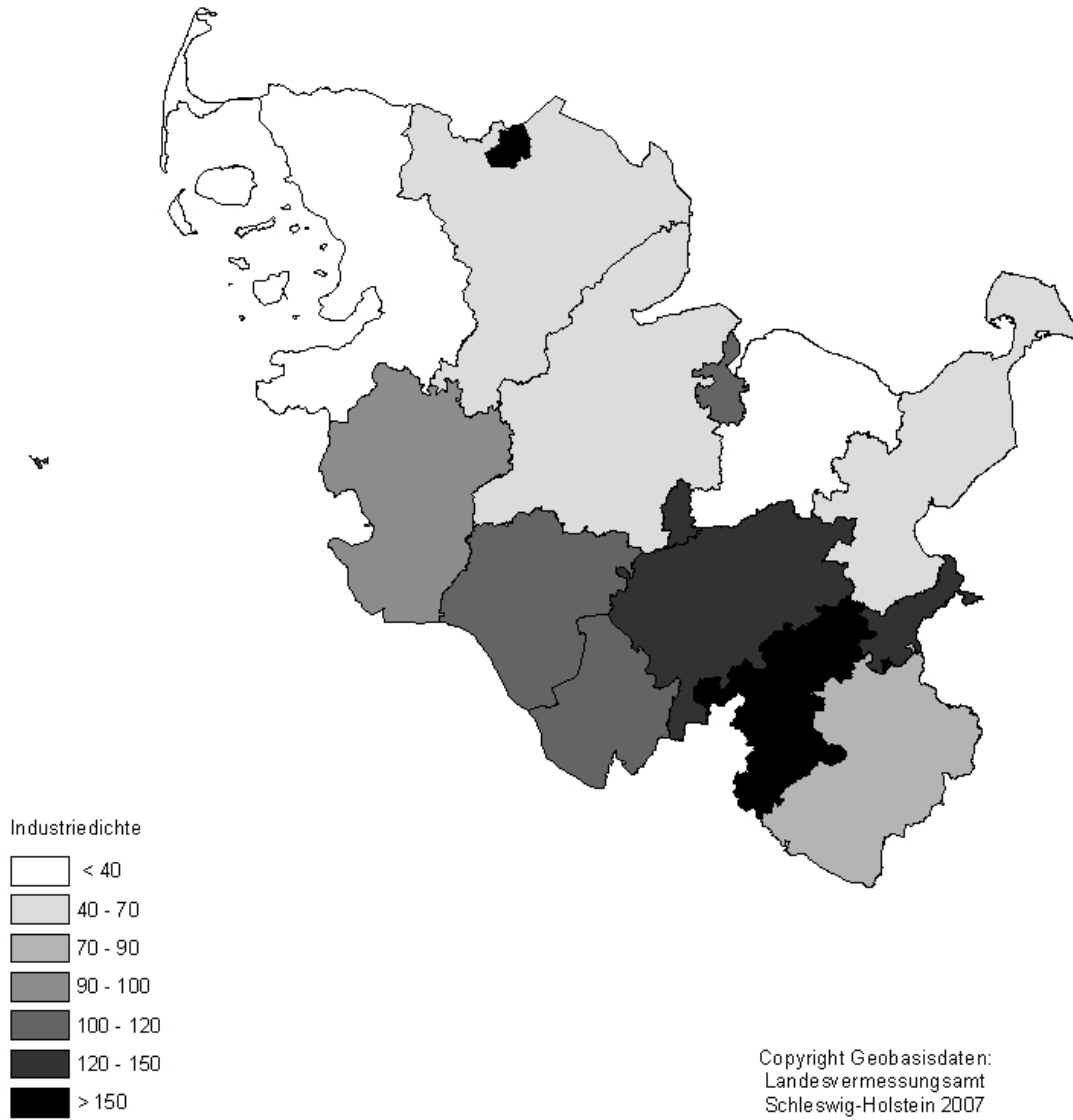 Industriedichte
< 40
40 - 70
70 - 90
90 - 100
100 - 120
120 - 150
> 150
Copyright Geobasisdaten:
Landesvermessungsamt
Schleswig-Holstein 2007